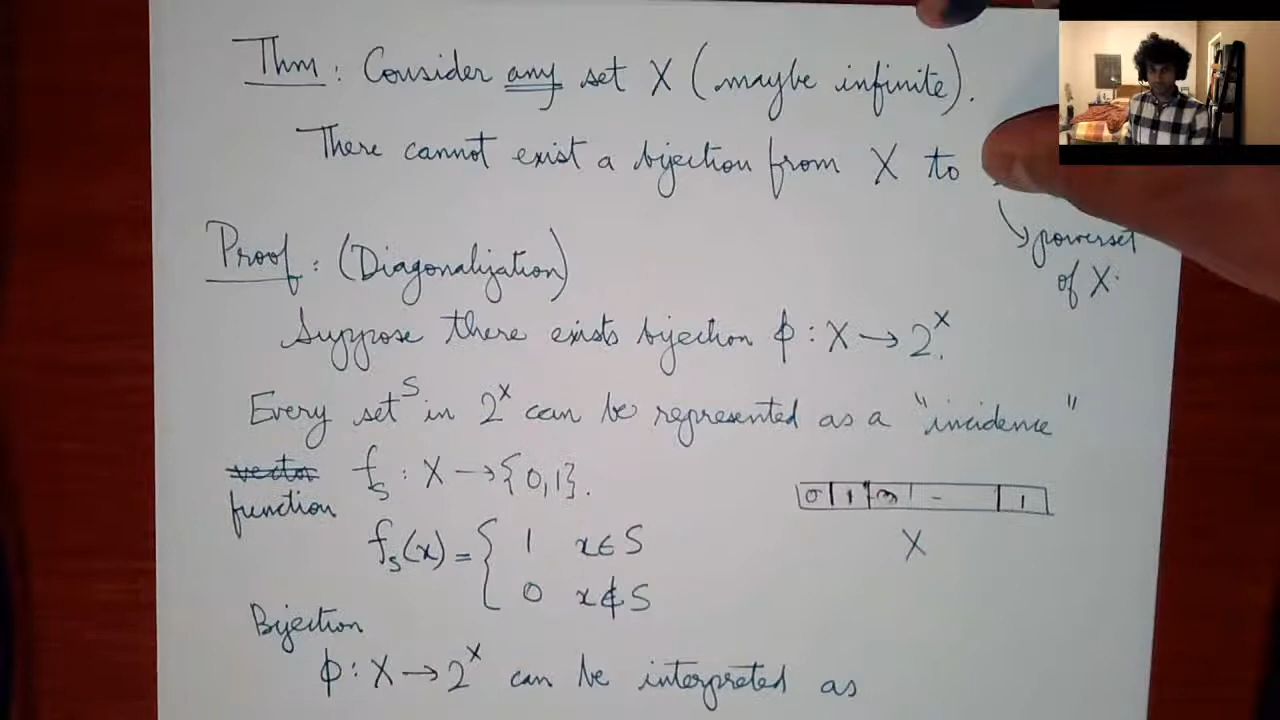 Thm: Consider any set X (maybe infinite).
There cannot exist a bijection from X to
↳ powerset
of X.
Proof: (Diagonalization)
Suppose there exists bijection ϕ : X → 2^X.
Every set S in 2^X can be represented as a "incidence"
vector f_S : X → {0,1}.
function
0 1 - 1
f_S(x) = { 1 x ∈ S
X
0 x ∉ S
Bijection
ϕ : X → 2^X can be interpreted as